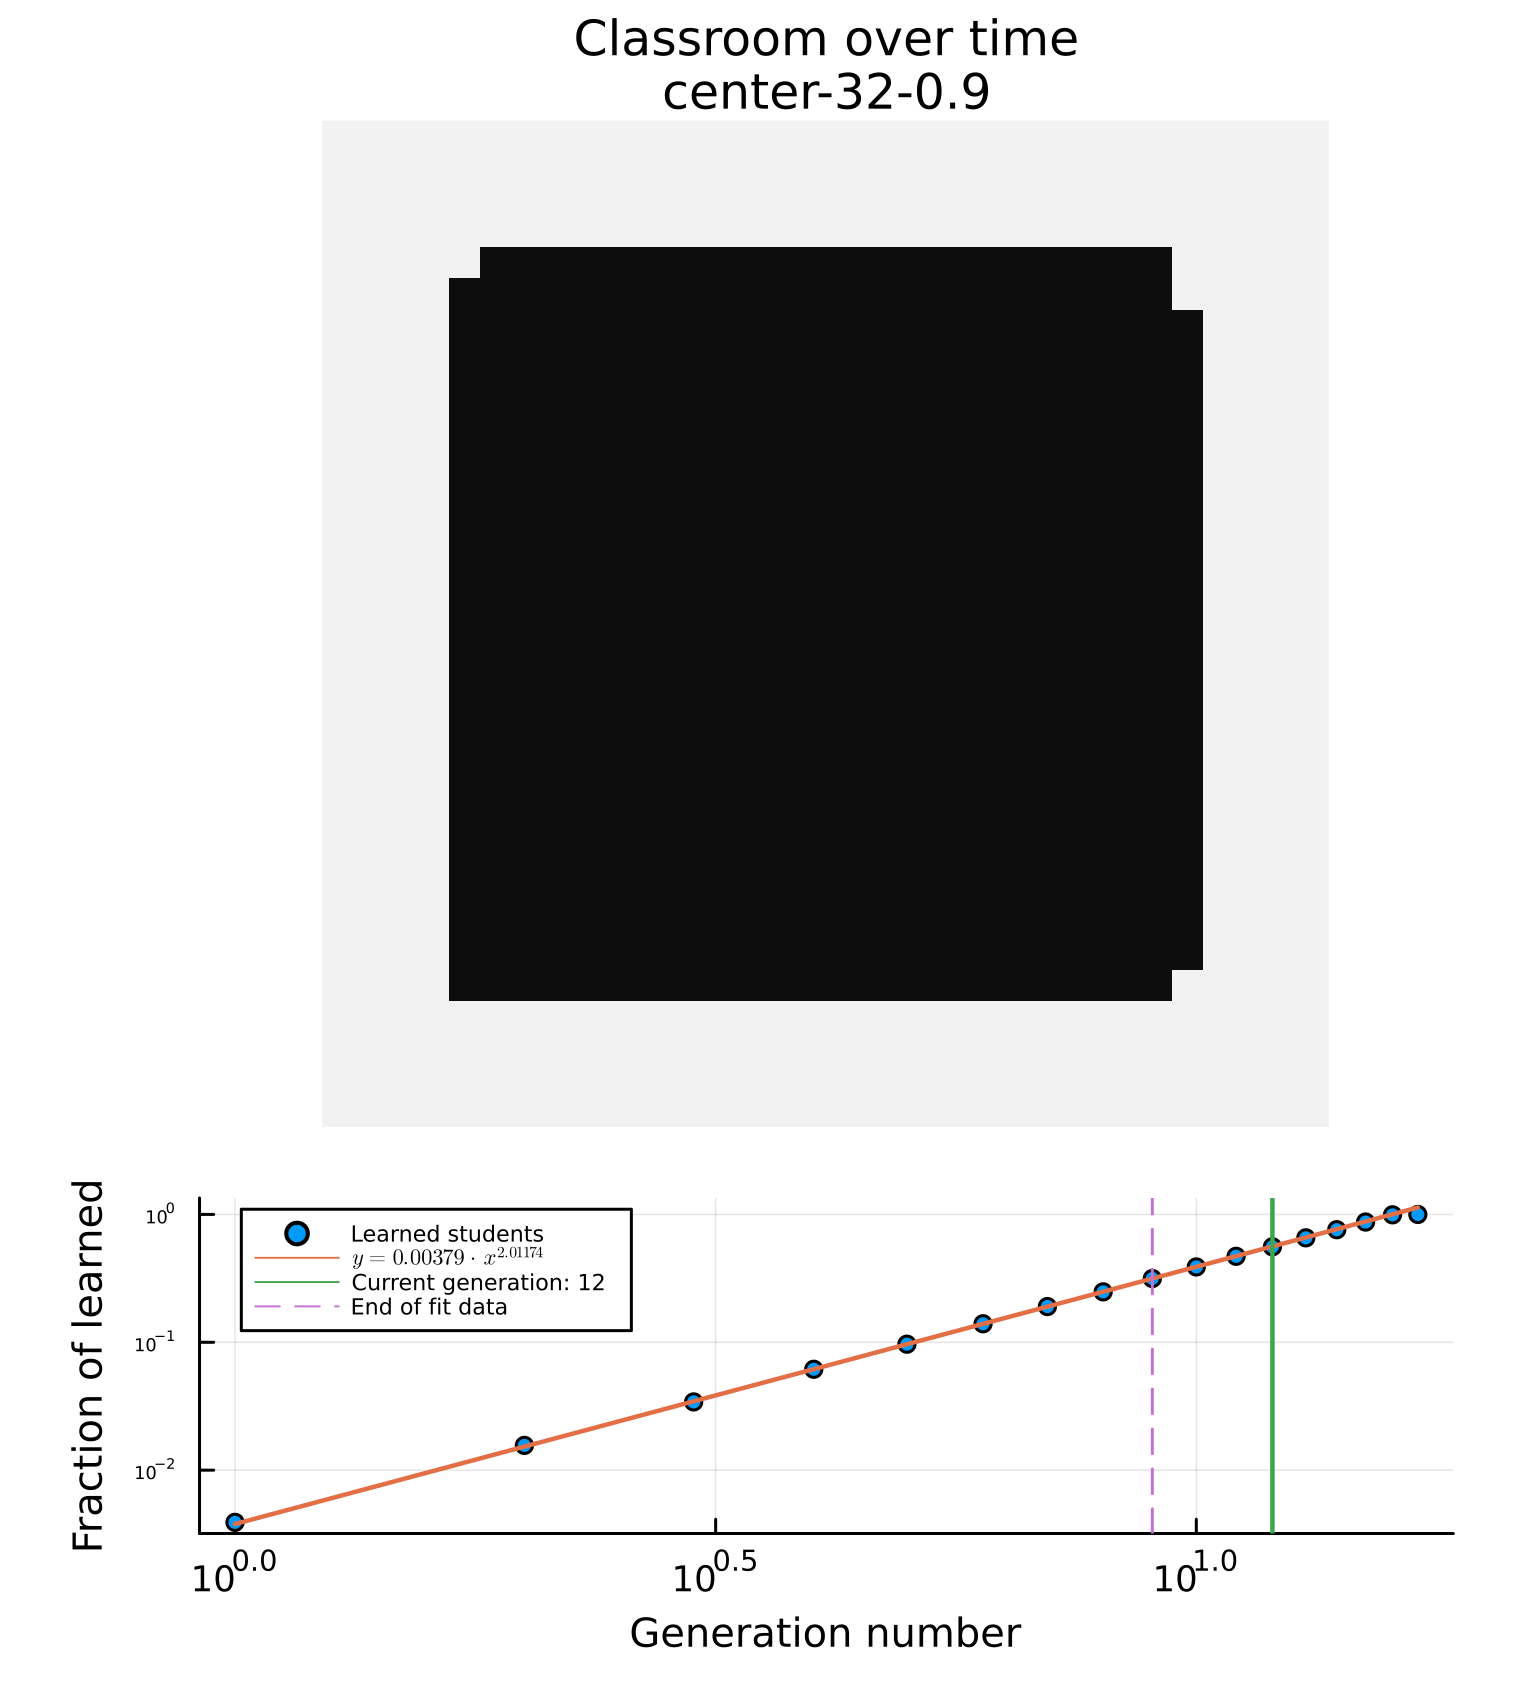 Classroom over time
center-32-0.9
Fraction of learned
10^0
10^−1
10^−2
Learned students
y = 0.00379 · x^2.01174
Current generation: 12
End of fit data
10^0.0 10^0.5 10^1.0
Generation number